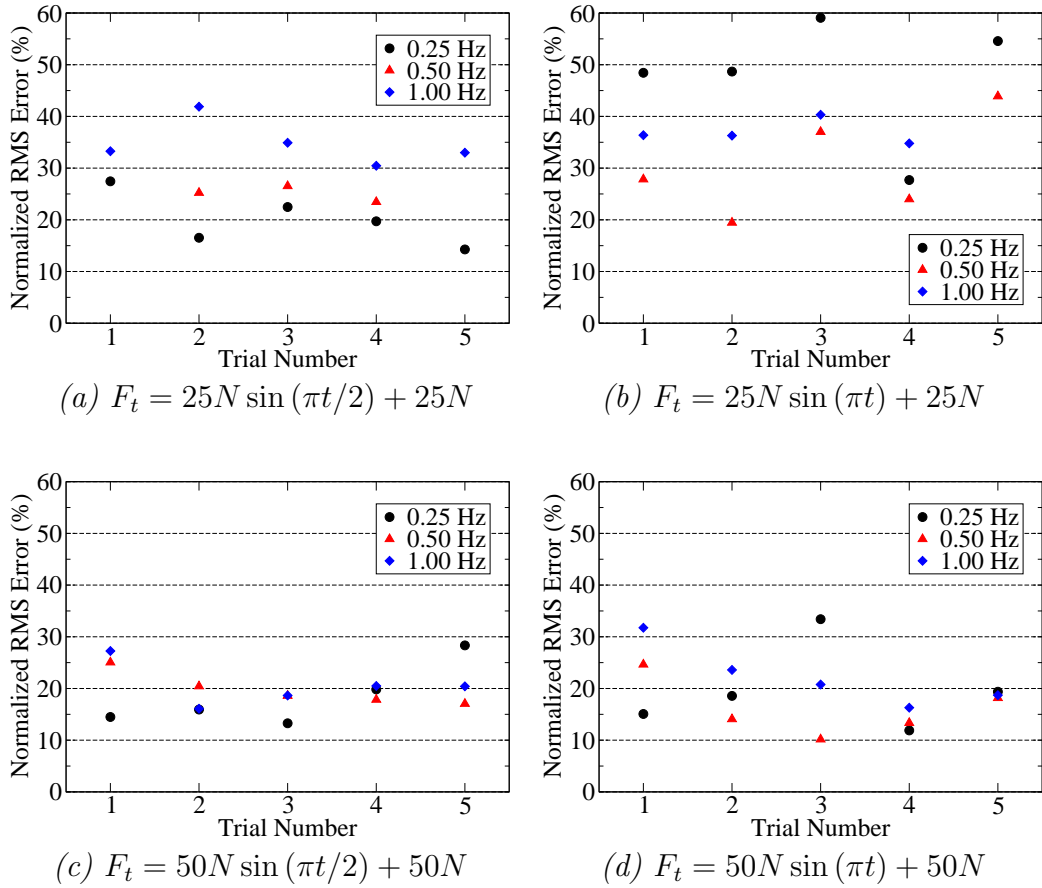 60
50
40
30
20
10
0
Normalized RMS Error (%)
0.25 Hz
0.50 Hz
1.00 Hz
1 2 3 4 5
Trial Number
(a) F_t = 25N sin (πt/2) + 25N
60
50
40
30
20
10
0
Normalized RMS Error (%)
0.25 Hz
0.50 Hz
1.00 Hz
1 2 3 4 5
Trial Number
(b) F_t = 25N sin (πt) + 25N
60
50
40
30
20
10
0
Normalized RMS Error (%)
0.25 Hz
0.50 Hz
1.00 Hz
1 2 3 4 5
Trial Number
(c) F_t = 50N sin (πt/2) + 50N
60
50
40
30
20
10
0
Normalized RMS Error (%)
0.25 Hz
0.50 Hz
1.00 Hz
1 2 3 4 5
Trial Number
(d) F_t = 50N sin (πt) + 50N